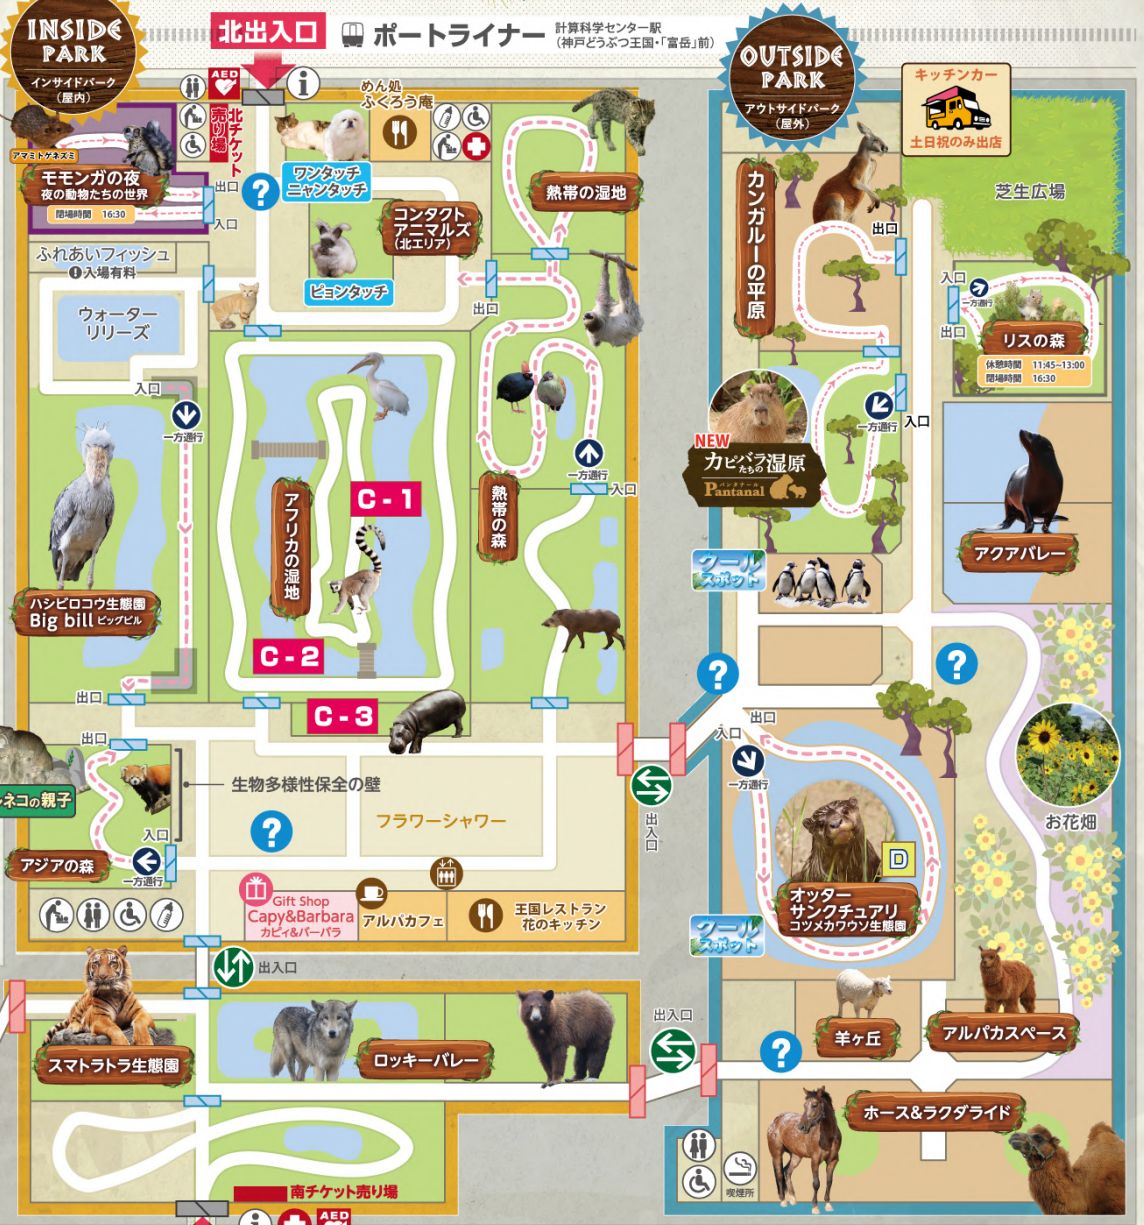 INSIDE
PARK
インサイドパーク
（屋内）
北出入口
ポートライナー
計算科学センター駅
（神戸どうぶつ王国・「富岳」前）
OUTSIDE
PARK
アウトサイドパーク
（屋外）
キッチンカー
土日祝のみ出店
AED
北チケット
売り場
めん処
ふくろう庵
アマミトゲネズミ
モモンガの夜
夜の動物たちの世界
閉場時間 16:30
出口
入口
ワンタッチ
ニャンタッチ
コンタクト
アニマルズ
（北エリア）
ピョンタッチ
熱帯の湿地
出口
カンガルーの平原
出口
芝生広場
入口
一方通行
出口
リスの森
休憩時間 11:45~13:00
閉場時間 16:30
ふれあいフィッシュ
入場有料
ウォーター
リリーズ
入口
一方通行
C-1
アフリカの湿地
熱帯の森
一方通行
入口
NEW
カピバラ
たちの
湿原
パンタナール
Pantanal
一方通行
入口
アクアバレー
クール
スポット
ハシビロコウ生態園
Big bill ビッグビル
C-2
C-3
出口
出口
生物多様性保全の壁
フラワーシャワー
入口
アジアの森
一方通行
ネコの親子
出入口
出口
入口
一方通行
D
オッター
サンクチュアリ
コツメカワウソ生態園
お花畑
Gift Shop
Capy&Barbara
カピィ&バーバラ
アルパカフェ
王国レストラン
花のキッチン
クール
スポット
出入口
スマトラトラ生態園
ロッキーバレー
出入口
羊ヶ丘
アルパカスペース
ホース&ラクダライド
喫煙所
南チケット売り場
AED